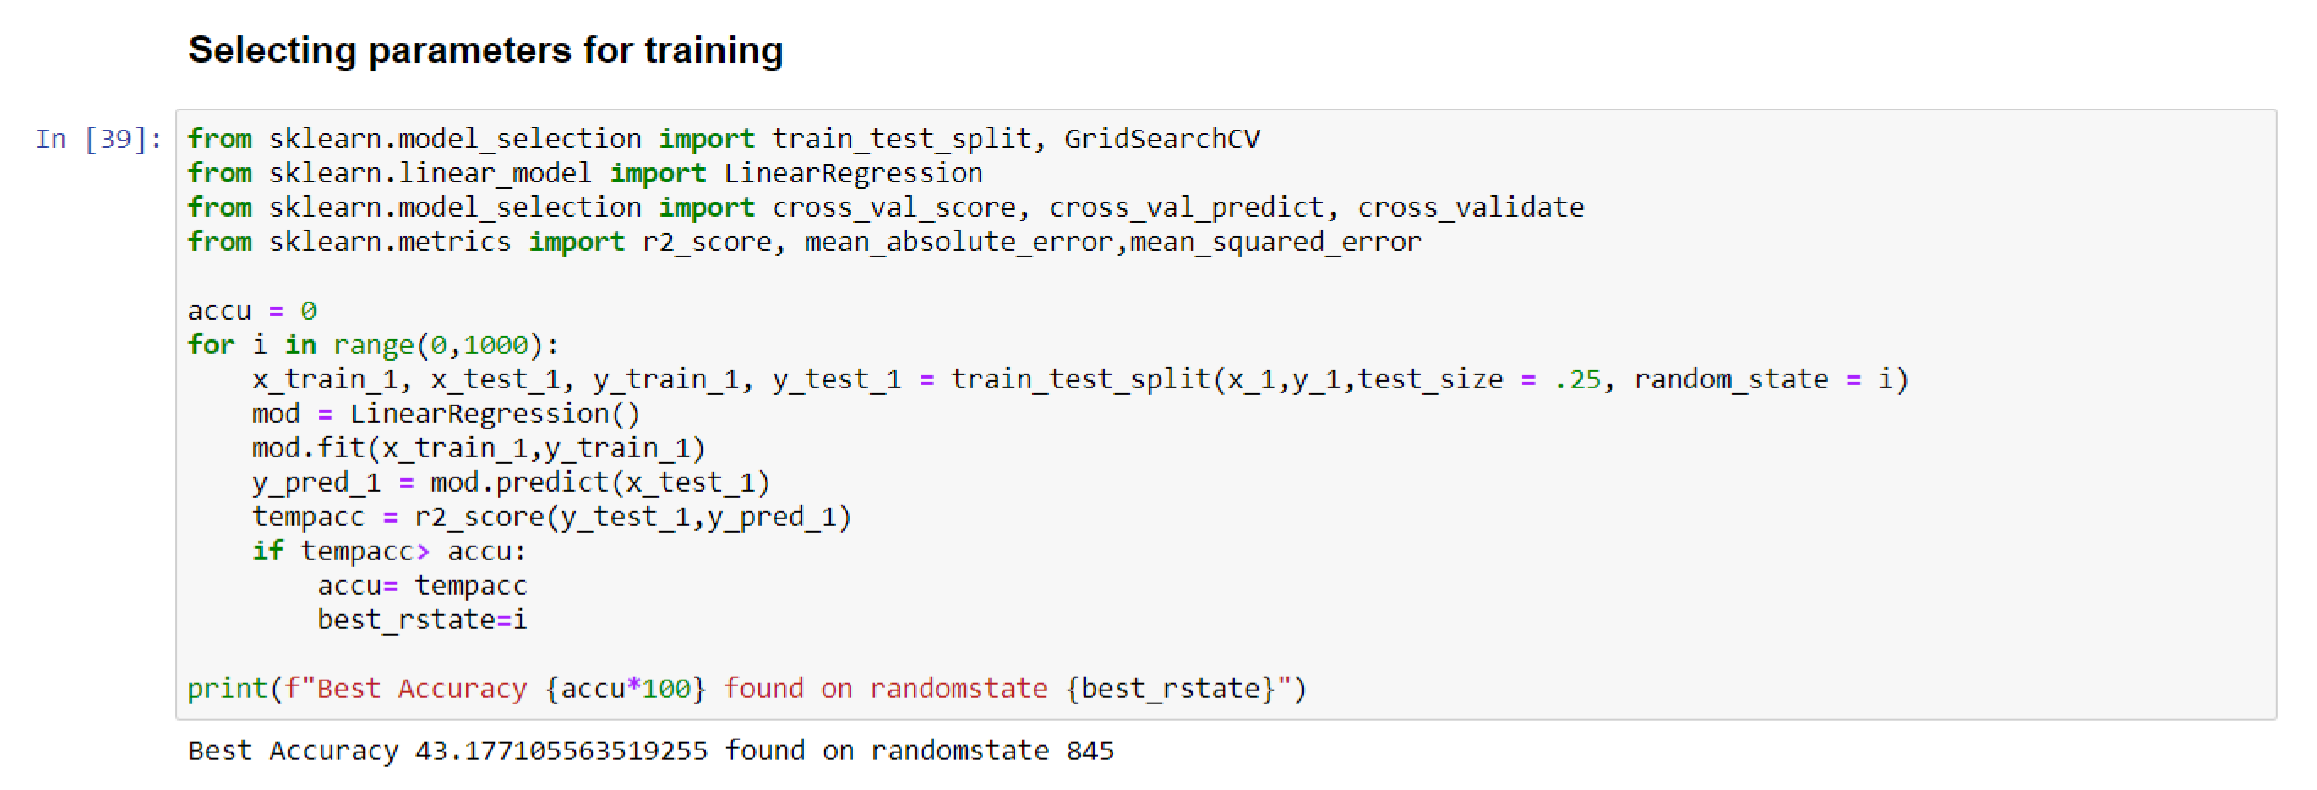 Selecting parameters for training
In [39]: from sklearn.model_selection import train_test_split, GridSearchCV
from sklearn.linear_model import LinearRegression
from sklearn.model_selection import cross_val_score, cross_val_predict, cross_validate
from sklearn.metrics import r2_score, mean_absolute_error,mean_squared_error

accu = 0
for i in range(0,1000):
    x_train_1, x_test_1, y_train_1, y_test_1 = train_test_split(x_1,y_1,test_size = .25, random_state = i)
    mod = LinearRegression()
    mod.fit(x_train_1,y_train_1)
    y_pred_1 = mod.predict(x_test_1)
    tempacc = r2_score(y_test_1,y_pred_1)
    if tempacc> accu:
        accu= tempacc
        best_rstate=i

print(f"Best Accuracy {accu*100} found on randomstate {best_rstate}")
Best Accuracy 43.177105563519255 found on randomstate 845